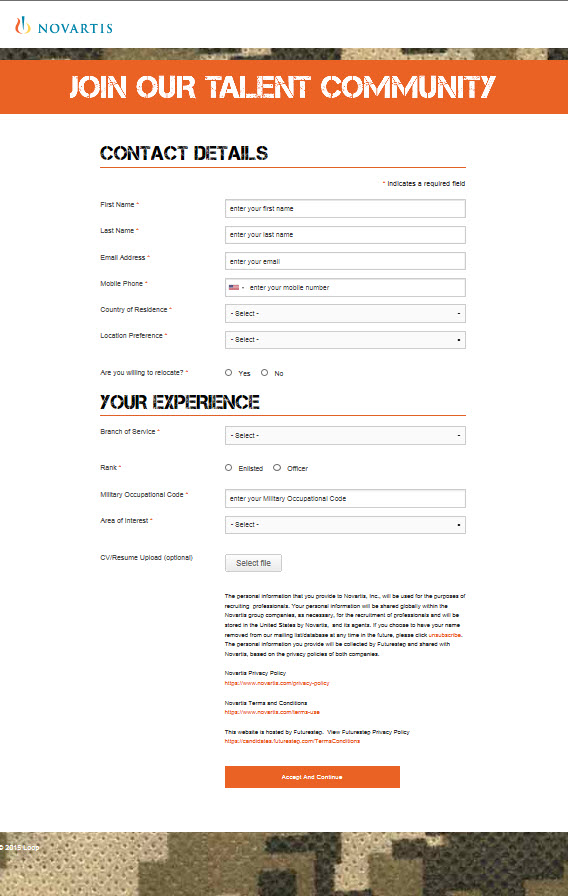 NOVARTIS
JOIN OUR TALENT COMMUNITY
CONTACT DETAILS
* Indicates a required field
First Name *
enter your first name
Last Name *
enter your last name
Email Address *
enter your email
Mobile Phone *
enter your mobile number
Country of Residence *
- Select -
Location Preference *
- Select -
Are you willing to relocate? *
Yes No
YOUR EXPERIENCE
Branch of Service *
- Select -
Rank *
Enlisted Officer
Military Occupational Code *
enter your Military Occupational Code
Area of Interest *
- Select -
CV/Resume Upload (optional)
Select file
The personal information that you provide to Novartis, Inc., will be used for the purposes of
recruiting professionals. Your personal information will be shared globally within the
Novartis group companies, as necessary, for the recruitment of professionals and will be
stored in the United States by Novartis, and its agents. If you choose to have your name
removed from our mailing list/database at any time in the future, please click unsubscribe.
The personal information you provide will be collected by Futurestep and shared with
Novartis, based on the privacy policies of both companies.
Novartis Privacy Policy
https://www.novartis.com/privacy-policy
Novartis Terms and Conditions
https://www.novartis.com/terms-use
This website is hosted by Futurestep. View Futurestep Privacy Policy
https://candidates.futurestep.com/TermsConditions
Accept And Continue
© 2015 Loop